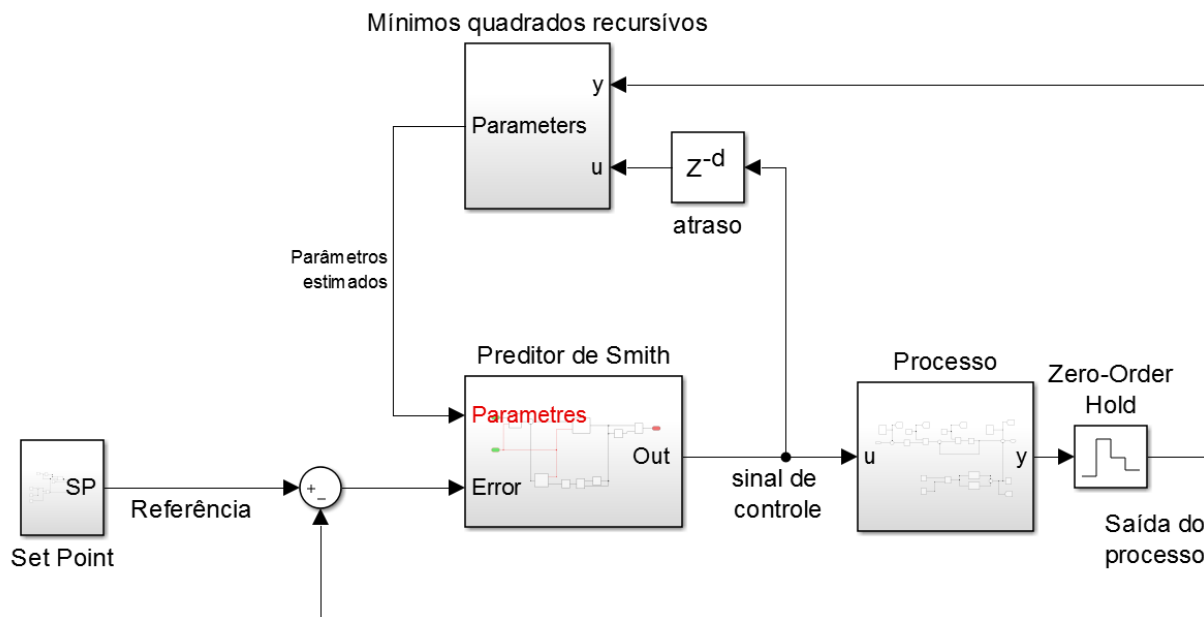 Mínimos quadrados recursívos
y
Parameters
u
Z-d
atraso
Parâmetros
estimados
Preditor de Smith
Parametres
Out
Error
Processo
u
y
Zero-Order
Hold
SP
Referência
Set Point
+
-
sinal de
controle
Saída do
processo